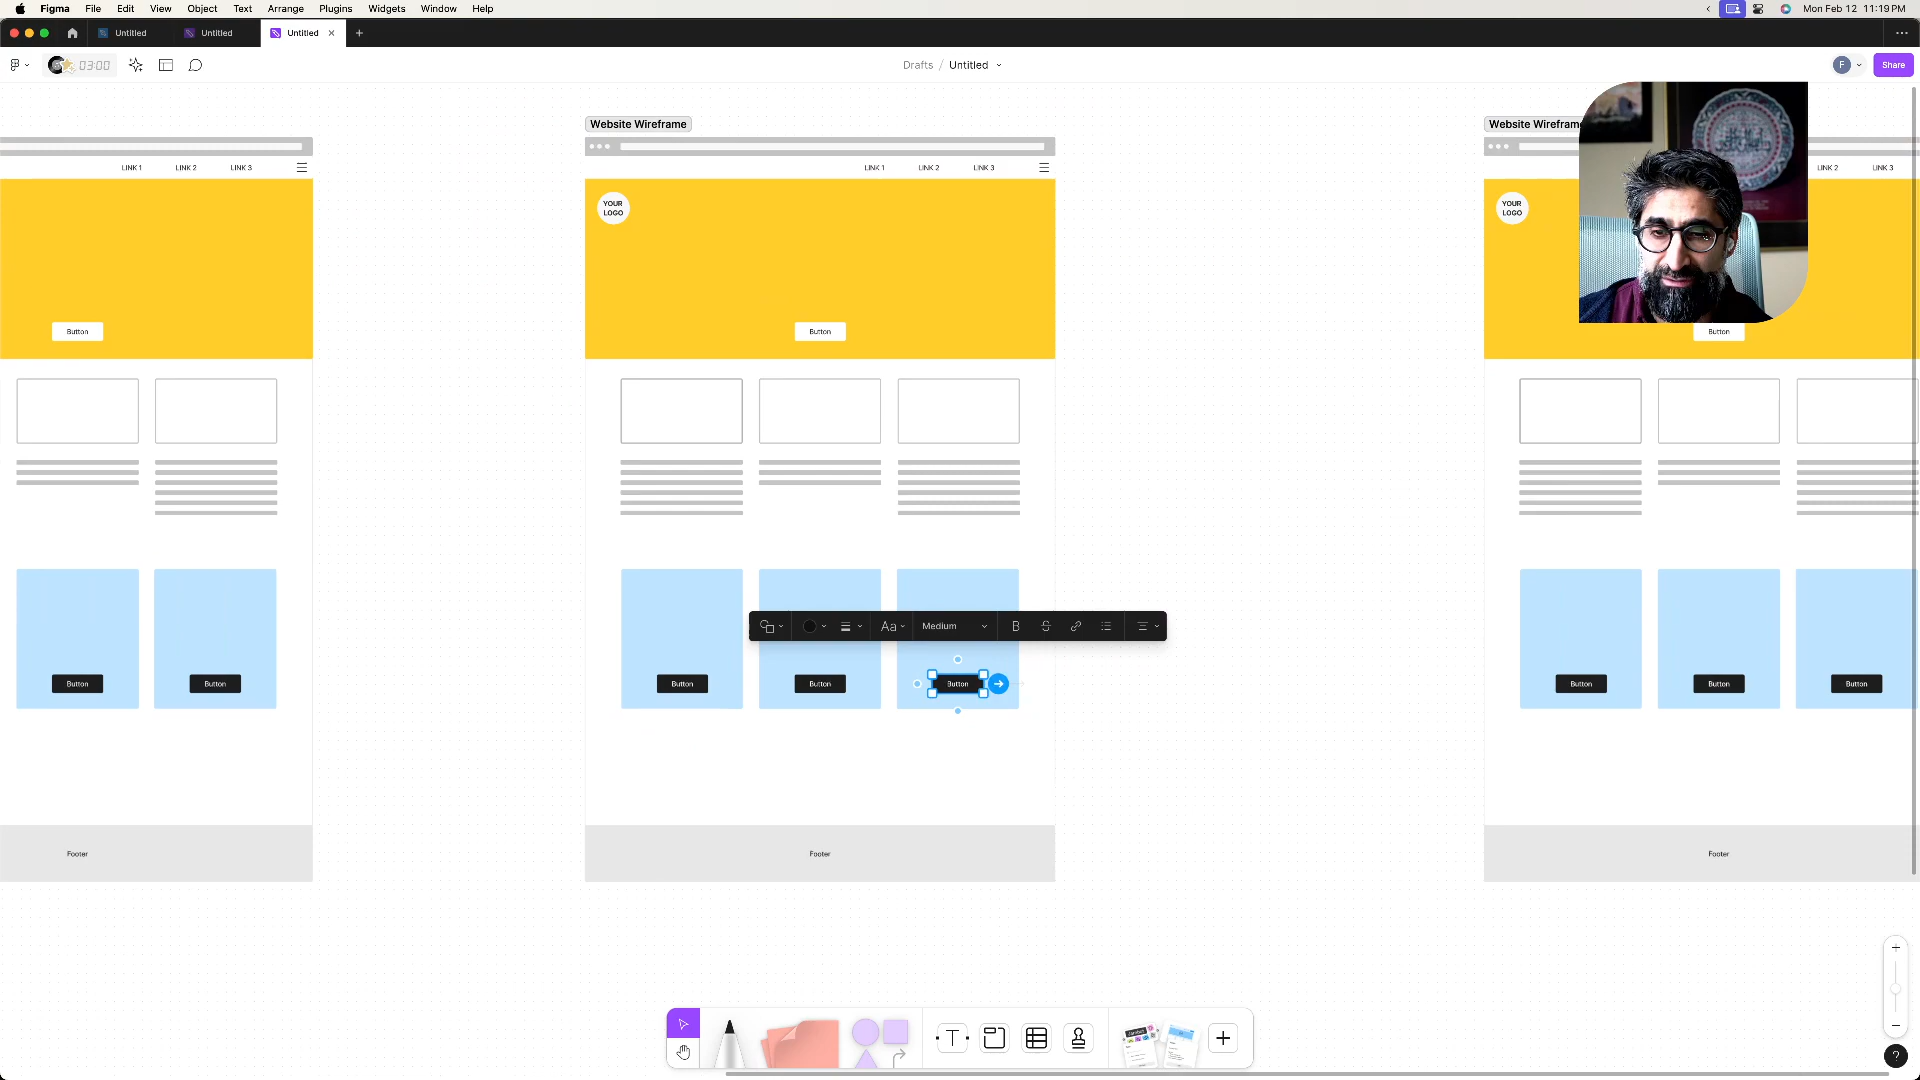 Figma File Edit View Object Text Arrange Plugins Widgets Window Help
Mon Feb 12 11:19 PM
Untitled
Untitled
Untitled
03:00
Drafts / Untitled
F
Share
LINK 1 LINK 2 LINK 3
Button
Button
Button
Footer
Website Wireframe
LINK 1 LINK 2 LINK 3
YOUR
LOGO
Button
Medium
Aa
B
S
Button
Button
Button
Footer
Website Wireframe
LINK 2 LINK 3
YOUR
LOGO
Button
Button
Button
Button
Footer
T
?